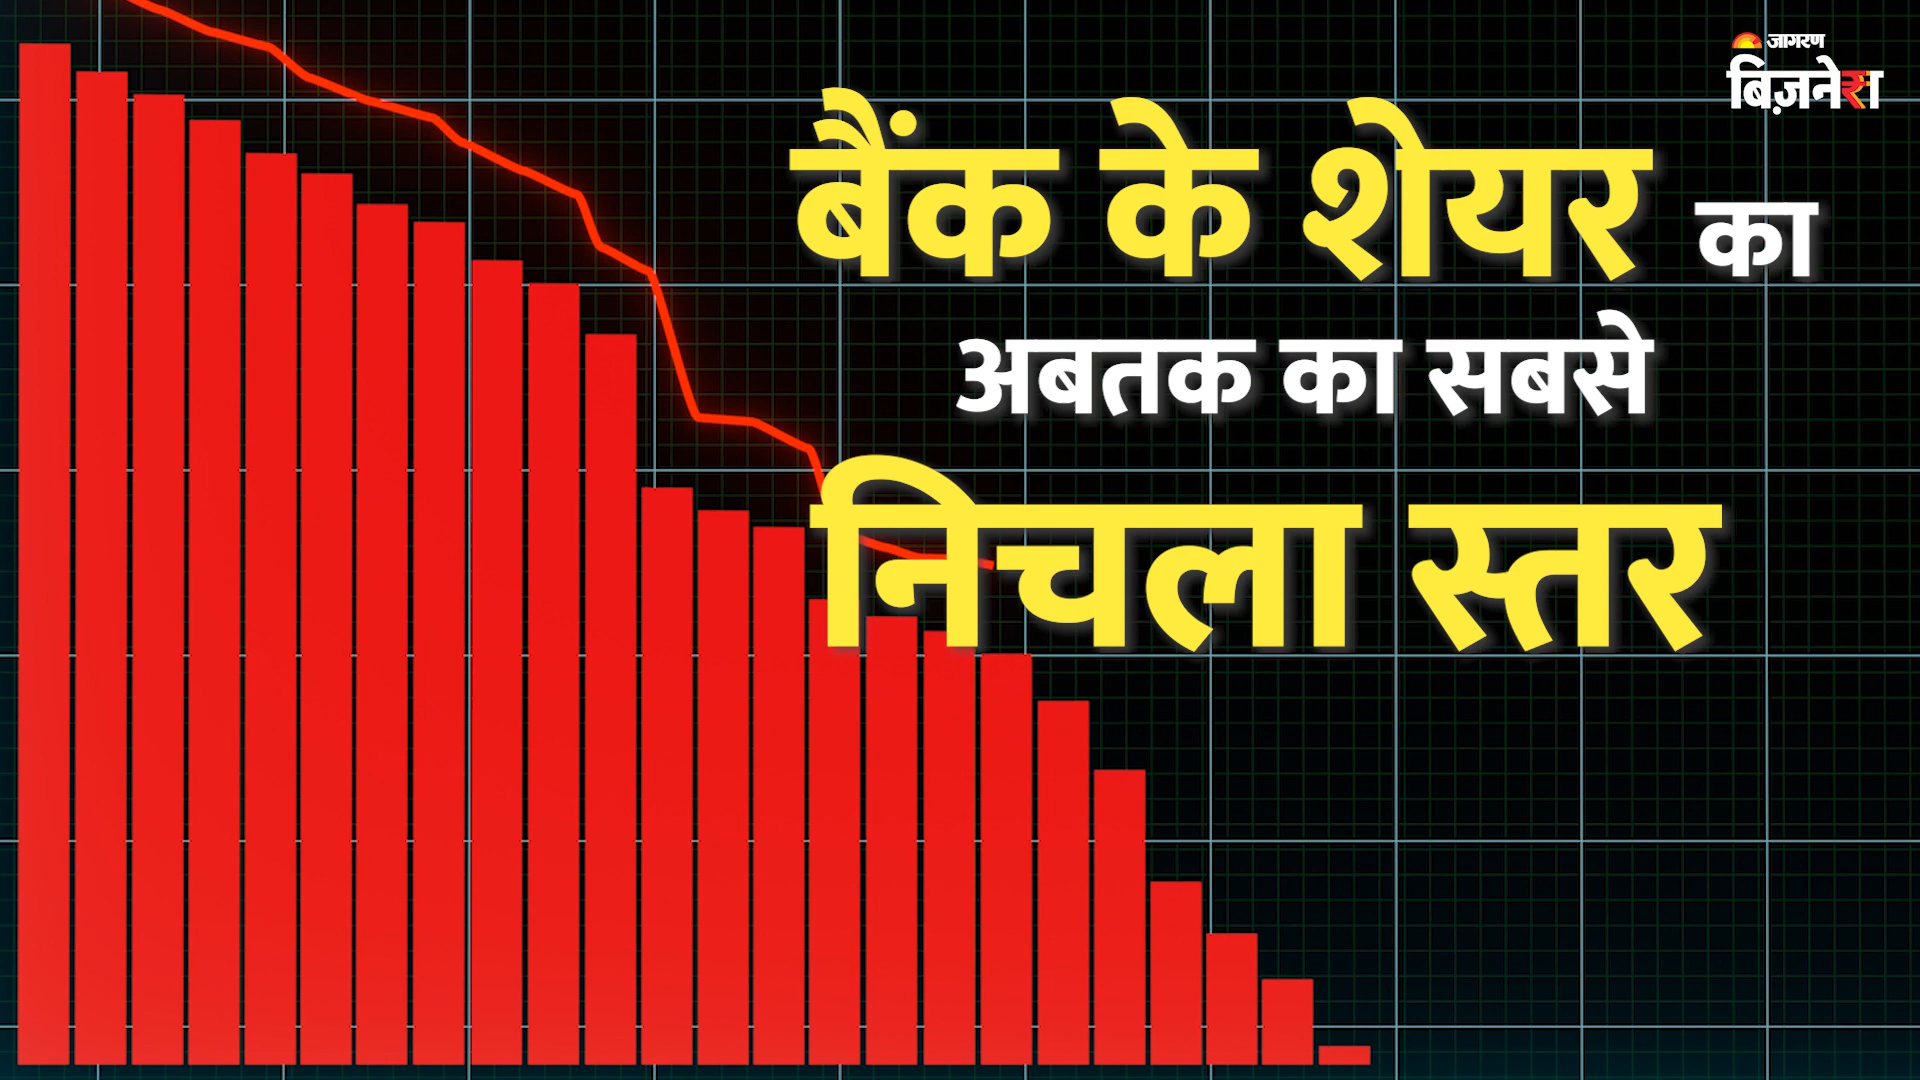 जागरण
बिज़नेस
बैंक के शेयर का
अबतक का सबसे
निचला स्तर